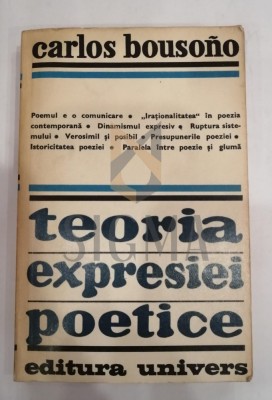 carlos bousoño
Poemul e o comunicare • „Iraționalitatea" în poezia
contemporană • Dinamismul expresiv • Ruptura siste-
mului • Verosimil și posibil • Presupunerile poeziei •
Istoricitatea poeziei • Paralela între poezie și glumă
teoria
SIGMA
expresiei
poetice
editura univers